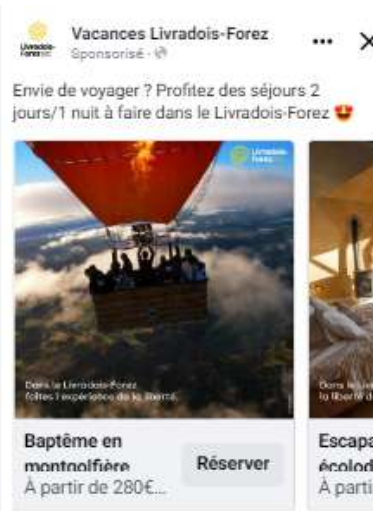 Vacances Livradois-Forez
Sponsorisé
Envie de voyager ? Profitez des séjours 2
jours/1 nuit à faire dans le Livradois-Forez
Livradois-
Forez
Dans le Livradois-Forez
faites l'expérience de la liberté.
Baptême en
montgolfière
À partir de 280€...
Réserver
Escapa
écolod
À parti